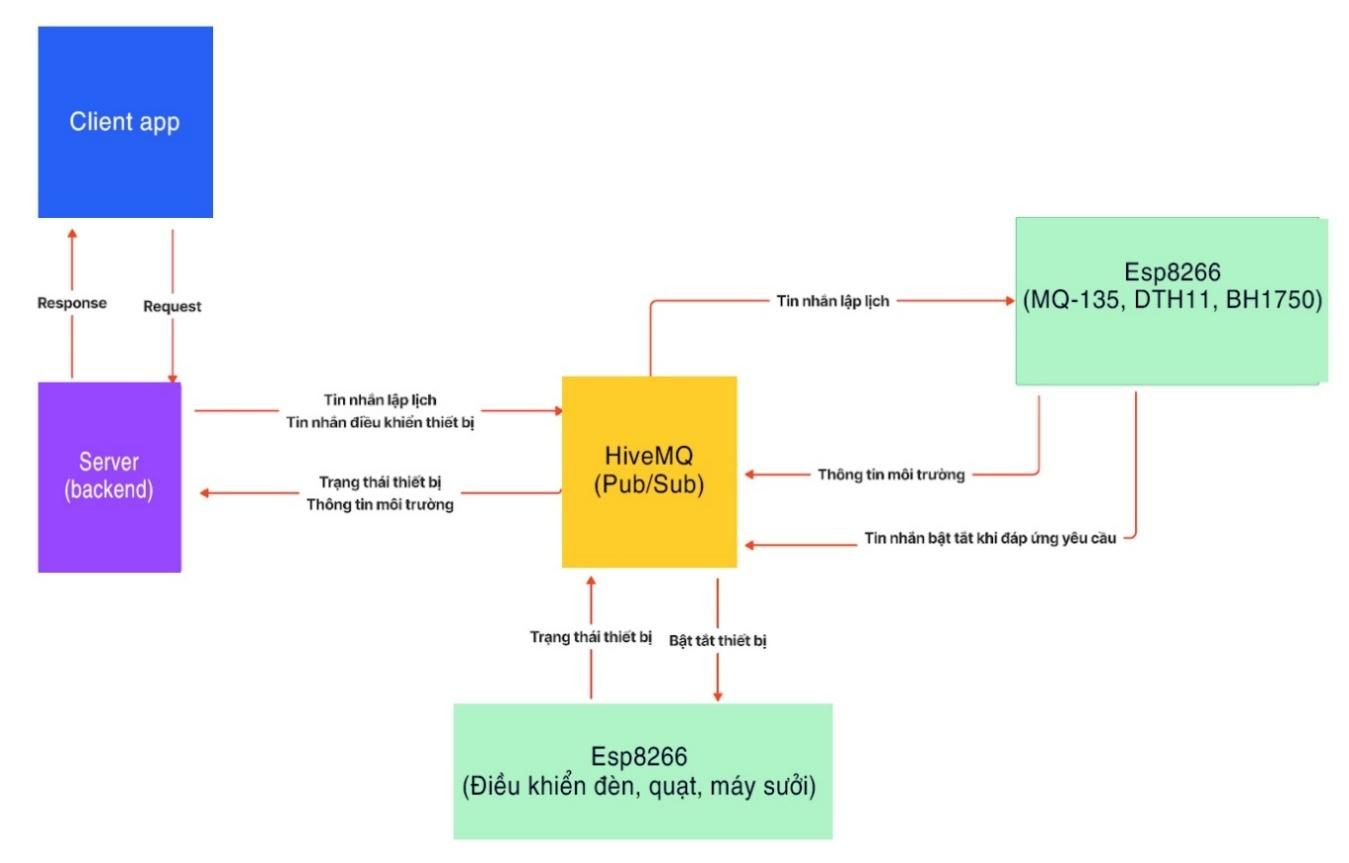 Client app
Response
Request
Esp8266
(MQ-135, DTH11, BH1750)
Tin nhắn lập lịch
Tin nhắn lập lịch
Tin nhắn điều khiển thiết bị
Server
(backend)
HiveMQ
(Pub/Sub)
Trạng thái thiết bị
Thông tin môi trường
Thông tin môi trường
Tin nhắn bật tắt khi đáp ứng yêu cầu
Trạng thái thiết bị
Bật tắt thiết bị
Esp8266
(Điều khiển đèn, quạt, máy sưởi)